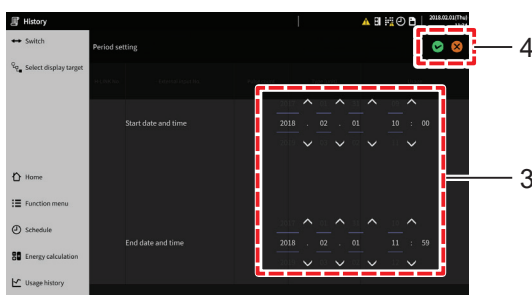 History
2018.02.01(Thu)
Switch
Period setting
4
Select display target
Start date and time
2018 . 02 . 01 10 : 00
Home
3
Function menu
Schedule
End date and time
2018 . 02 . 01 11 : 59
Energy calculation
Usage history